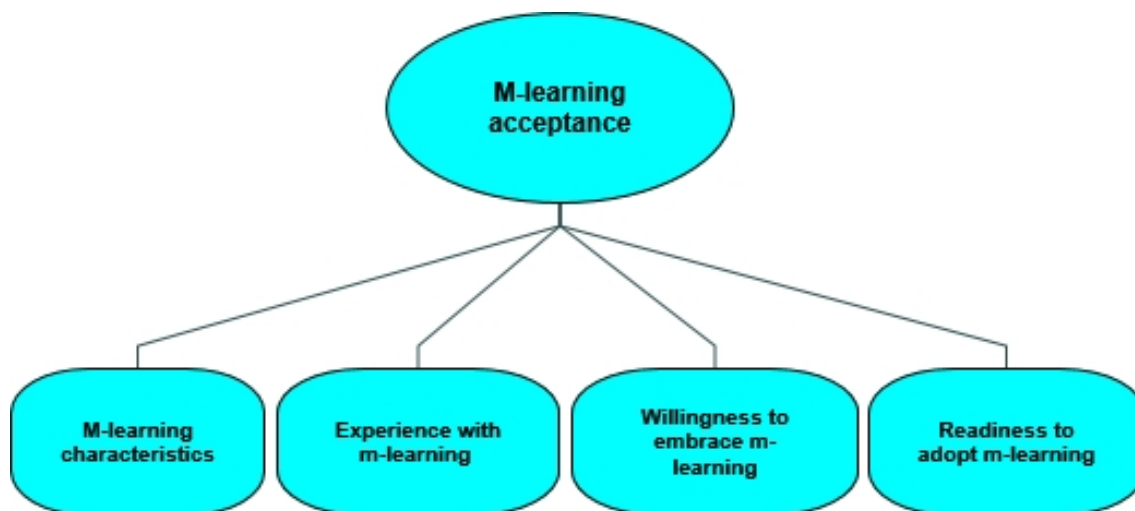 M-learning
acceptance
M-learning
characteristics
Experience with
m-learning
Willingness to
embrace m-
learning
Readiness to
adopt m-learning